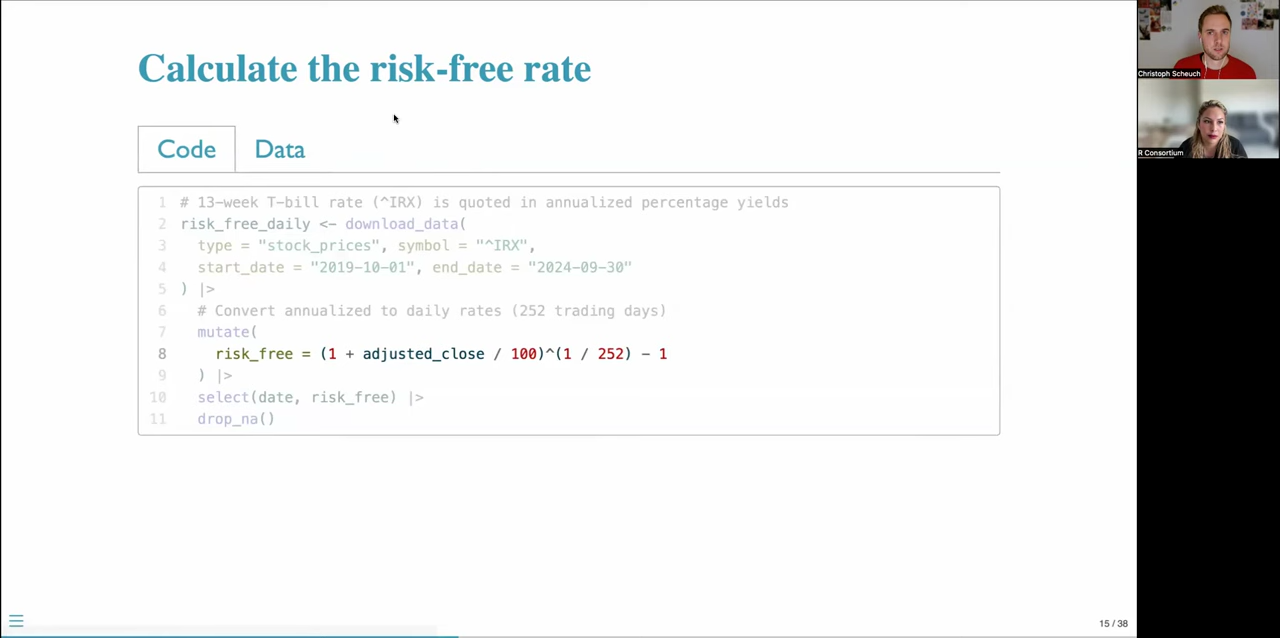 Calculate the risk-free rate
Code
Data
1 # 13-week T-bill rate (^IRX) is quoted in annualized percentage yields
2 risk_free_daily <- download_data(
3 type = "stock_prices", symbol = "^IRX",
4 start_date = "2019-10-01", end_date = "2024-09-30"
5 ) |>
6 # Convert annualized to daily rates (252 trading days)
7 mutate(
8 risk_free = (1 + adjusted_close / 100)^(1 / 252) - 1
9 ) |>
10 select(date, risk_free) |>
11 drop_na()
15 / 38
Christoph Scheuch
R Consortium